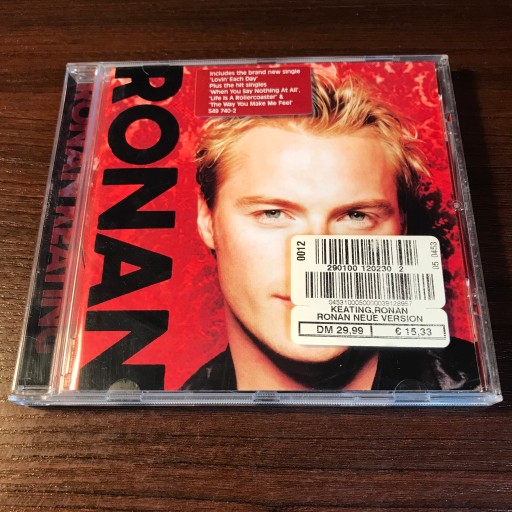 RONAN
RONAN KEATING
Includes the brand new single
'Lovin' Each Day'
Plus the hit singles
'When You Say Nothing At All',
'Life Is A Rollercoaster' &
'The Way You Make Me Feel'
549 740-2
0012
290100 120230 2
05 0453
KEATING,RONAN
RONAN NEUE VERSION
DM 29,99
€ 15,33